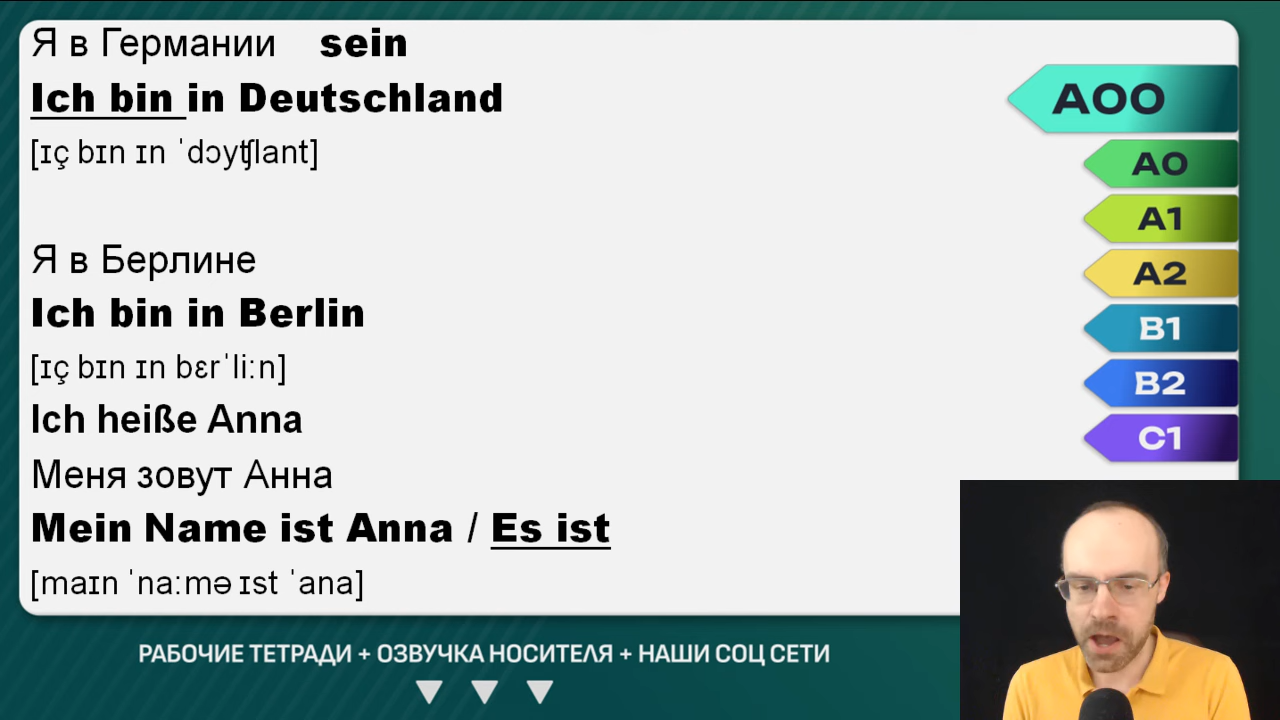 Я в Германии sein
Ich bin in Deutschland
[ɪç bɪn ɪn ˈdɔyʧlant]
Я в Берлине
Ich bin in Berlin
[ɪç bɪn ɪn bɛrˈliːn]
Ich heiße Anna
Меня зовут Анна
Mein Name ist Anna / Es ist
[maɪn ˈnaːmə ɪst ˈana]
A00
A0
A1
A2
B1
B2
C1
РАБОЧИЕ ТЕТРАДИ + ОЗВУЧКА НОСИТЕЛЯ + НАШИ СОЦ СЕТИ